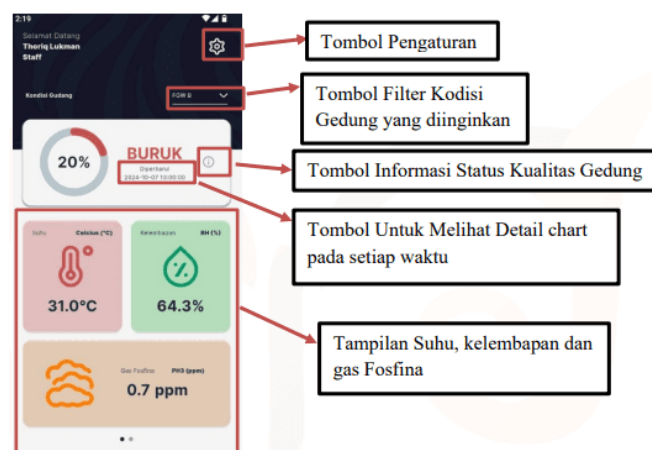 2:19
Selamat Datang
Thoriq Lukman
Staff
Tombol Pengaturan
Kondisi Gudang
FGW B
Tombol Filter Kodisi
Gedung yang diinginkan
20%
BURUK
Diperbarui
2024-10-07 10:00:00
Tombol Informasi Status Kualitas Gedung
Tombol Untuk Melihat Detail chart
pada setiap waktu
Suhu
Celsius (°C)
31.0°C
Kelembapan
RH (%)
64.3%
Tampilan Suhu, kelembapan dan
gas Fosfina
Gas Fosfina
PH3 (ppm)
0.7 ppm